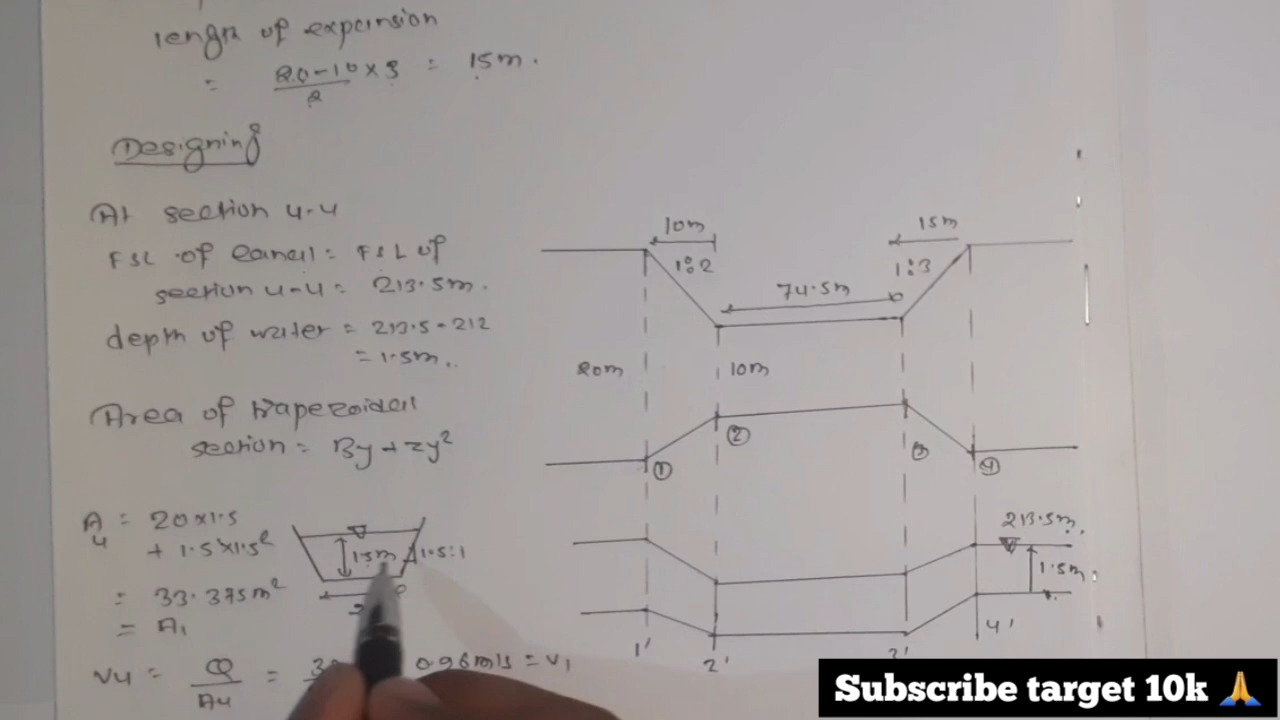 length of expansion
= 20-10/2 × 3 = 15m.
Designing
At section 4-4
FSL of canal = FSL of
section 4-4 = 213.5m.
depth of water = 213.5-212
= 1.5m.
Area of trapezoidal
section = By + zy²
A4 = 20×1.5
+ 1.5×1.5²
= 33.375m²
= A1
1.5m
1.5:1
V4 = Q/A4 =
0.96m/s = V1
10m
15m
1:2
1:3
74.5m
20m
10m
①
②
③
④
213.5m.
1.5m.
1'
2'
3'
4'
Subscribe target 10k 🙏